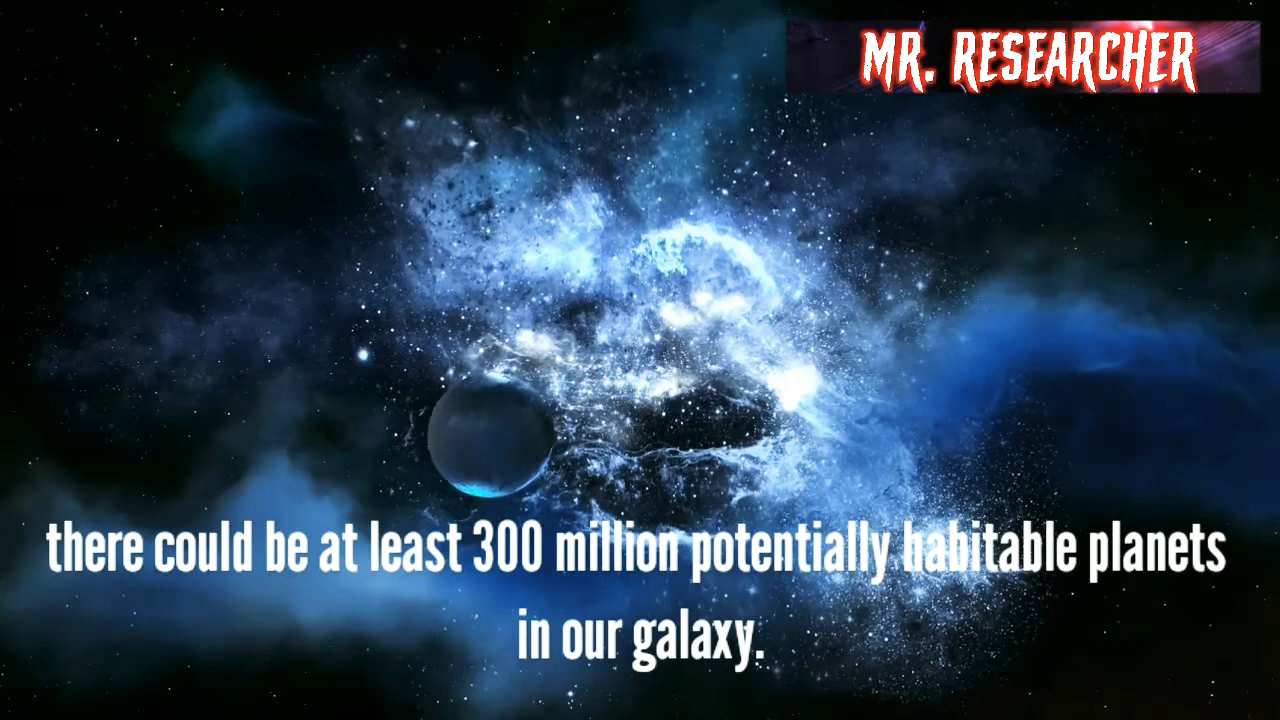 MR. RESEARCHER
there could be at least 300 million potentially habitable planets
in our galaxy.